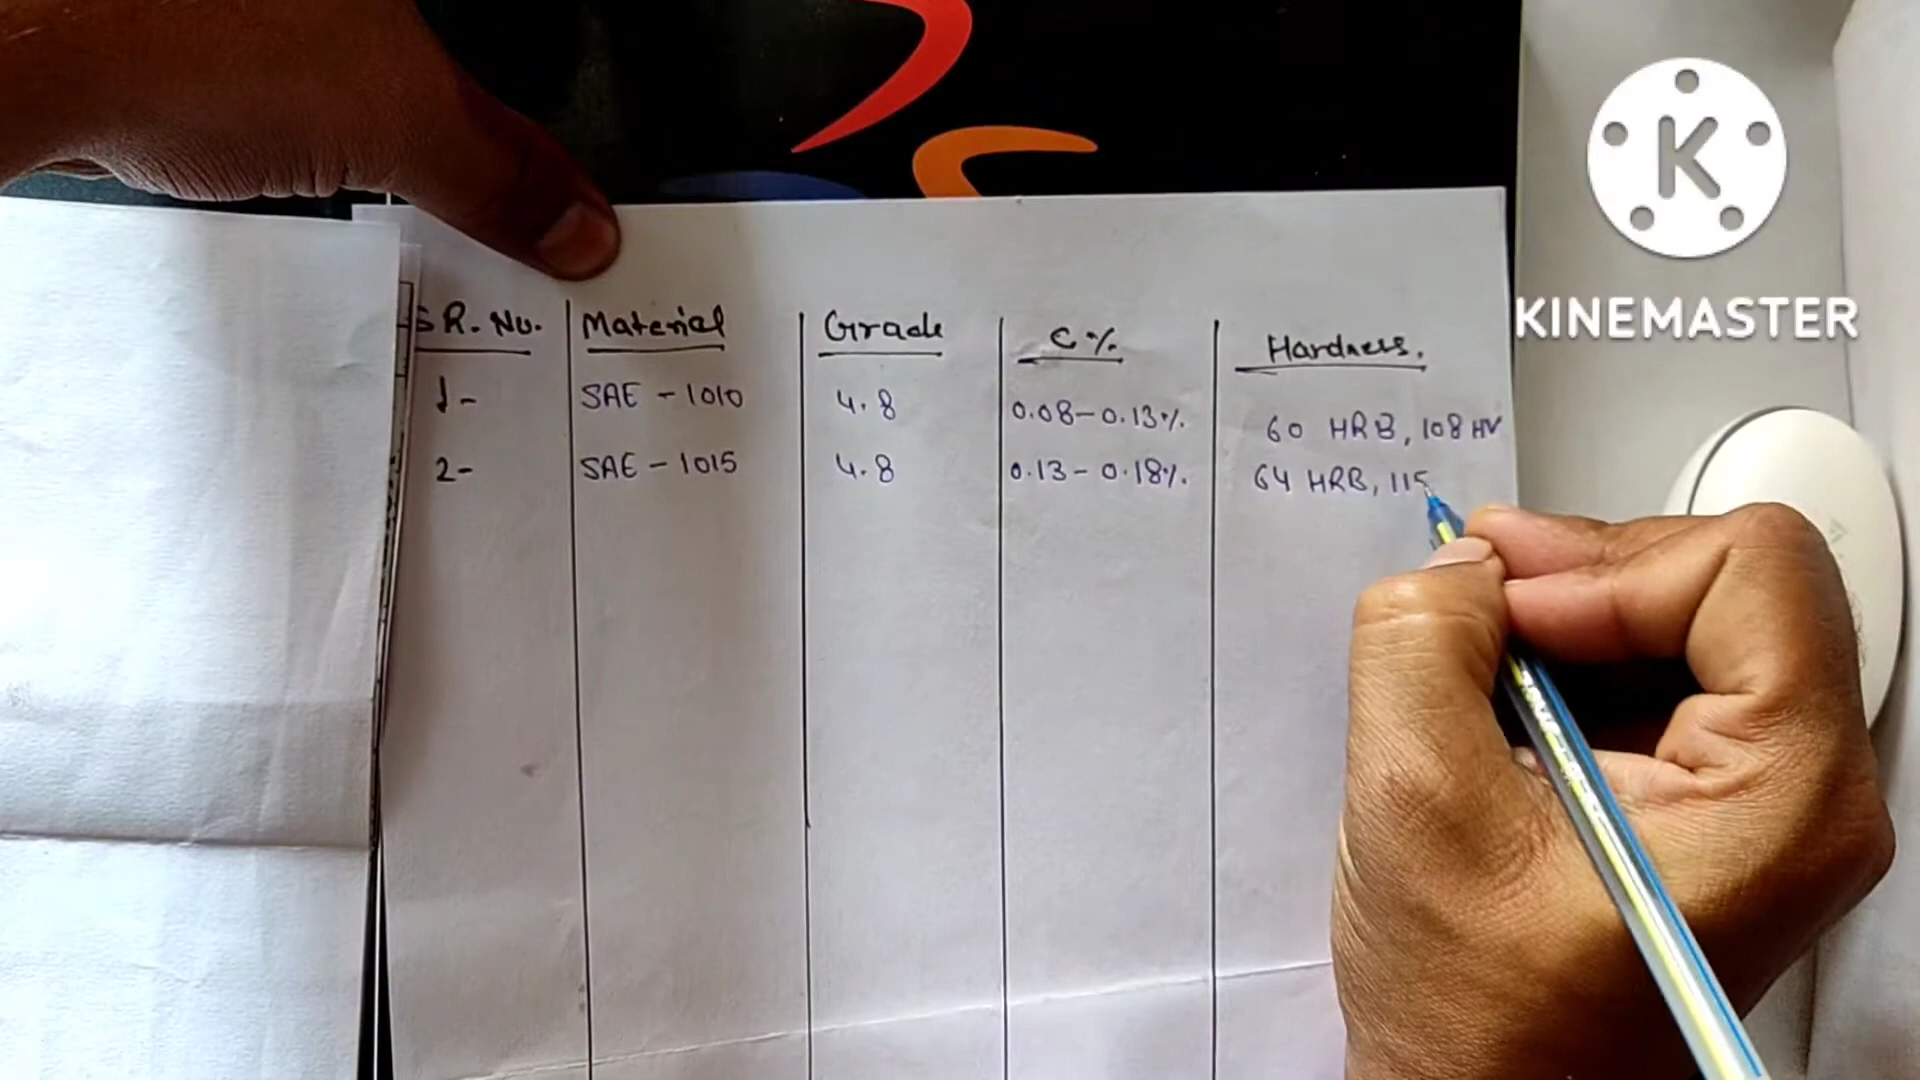 SR. No. Material Grade C% Hardness.
1- SAE - 1010 4.8 0.08 - 0.13% 60 HRB, 108 HV
2- SAE - 1015 4.8 0.13 - 0.18% 64 HRB, 115
K
KINEMASTER